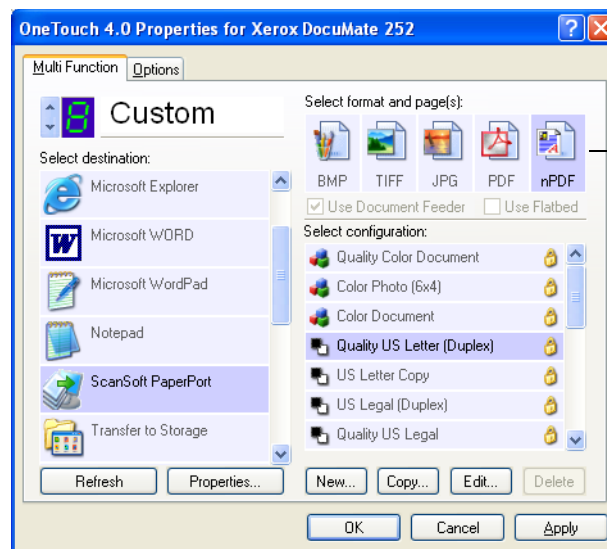 OneTouch 4.0 Properties for Xerox DocuMate 252
Multi Function Options
8 Custom
Select destination:
Microsoft Explorer
Microsoft WORD
Microsoft WordPad
Notepad
ScanSoft PaperPort
Transfer to Storage
Refresh Properties...
Select format and page(s):
BMP TIFF JPG PDF nPDF
Use Document Feeder Use Flatbed
Select configuration:
Quality Color Document
Color Photo (6x4)
Color Document
Quality US Letter (Duplex)
US Letter Copy
US Legal (Duplex)
Quality US Legal
New... Copy... Edit... Delete
OK Cancel Apply